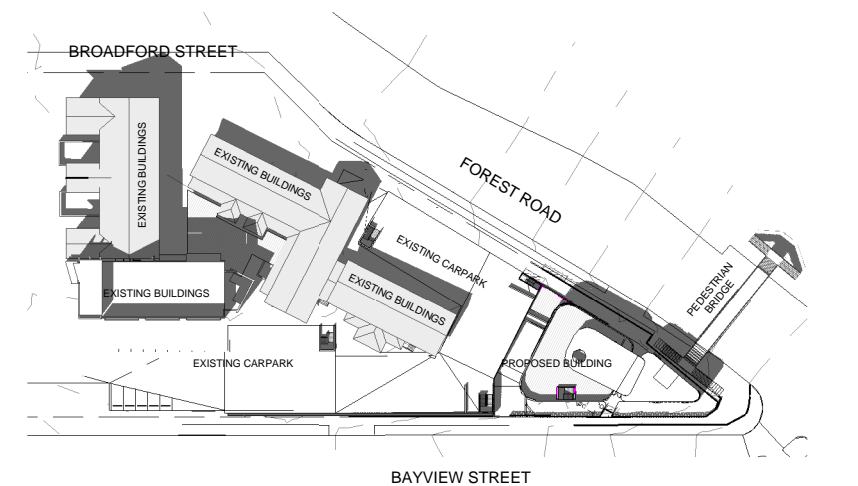 BROADFORD STREET
EXISTING BUILDINGS
EXISTING BUILDINGS
FOREST ROAD
EXISTING CARPARK
PEDESTRIAN
BRIDGE
EXISTING BUILDINGS
EXISTING BUILDINGS
EXISTING CARPARK
PROPOSED BUILDING
BAYVIEW STREET